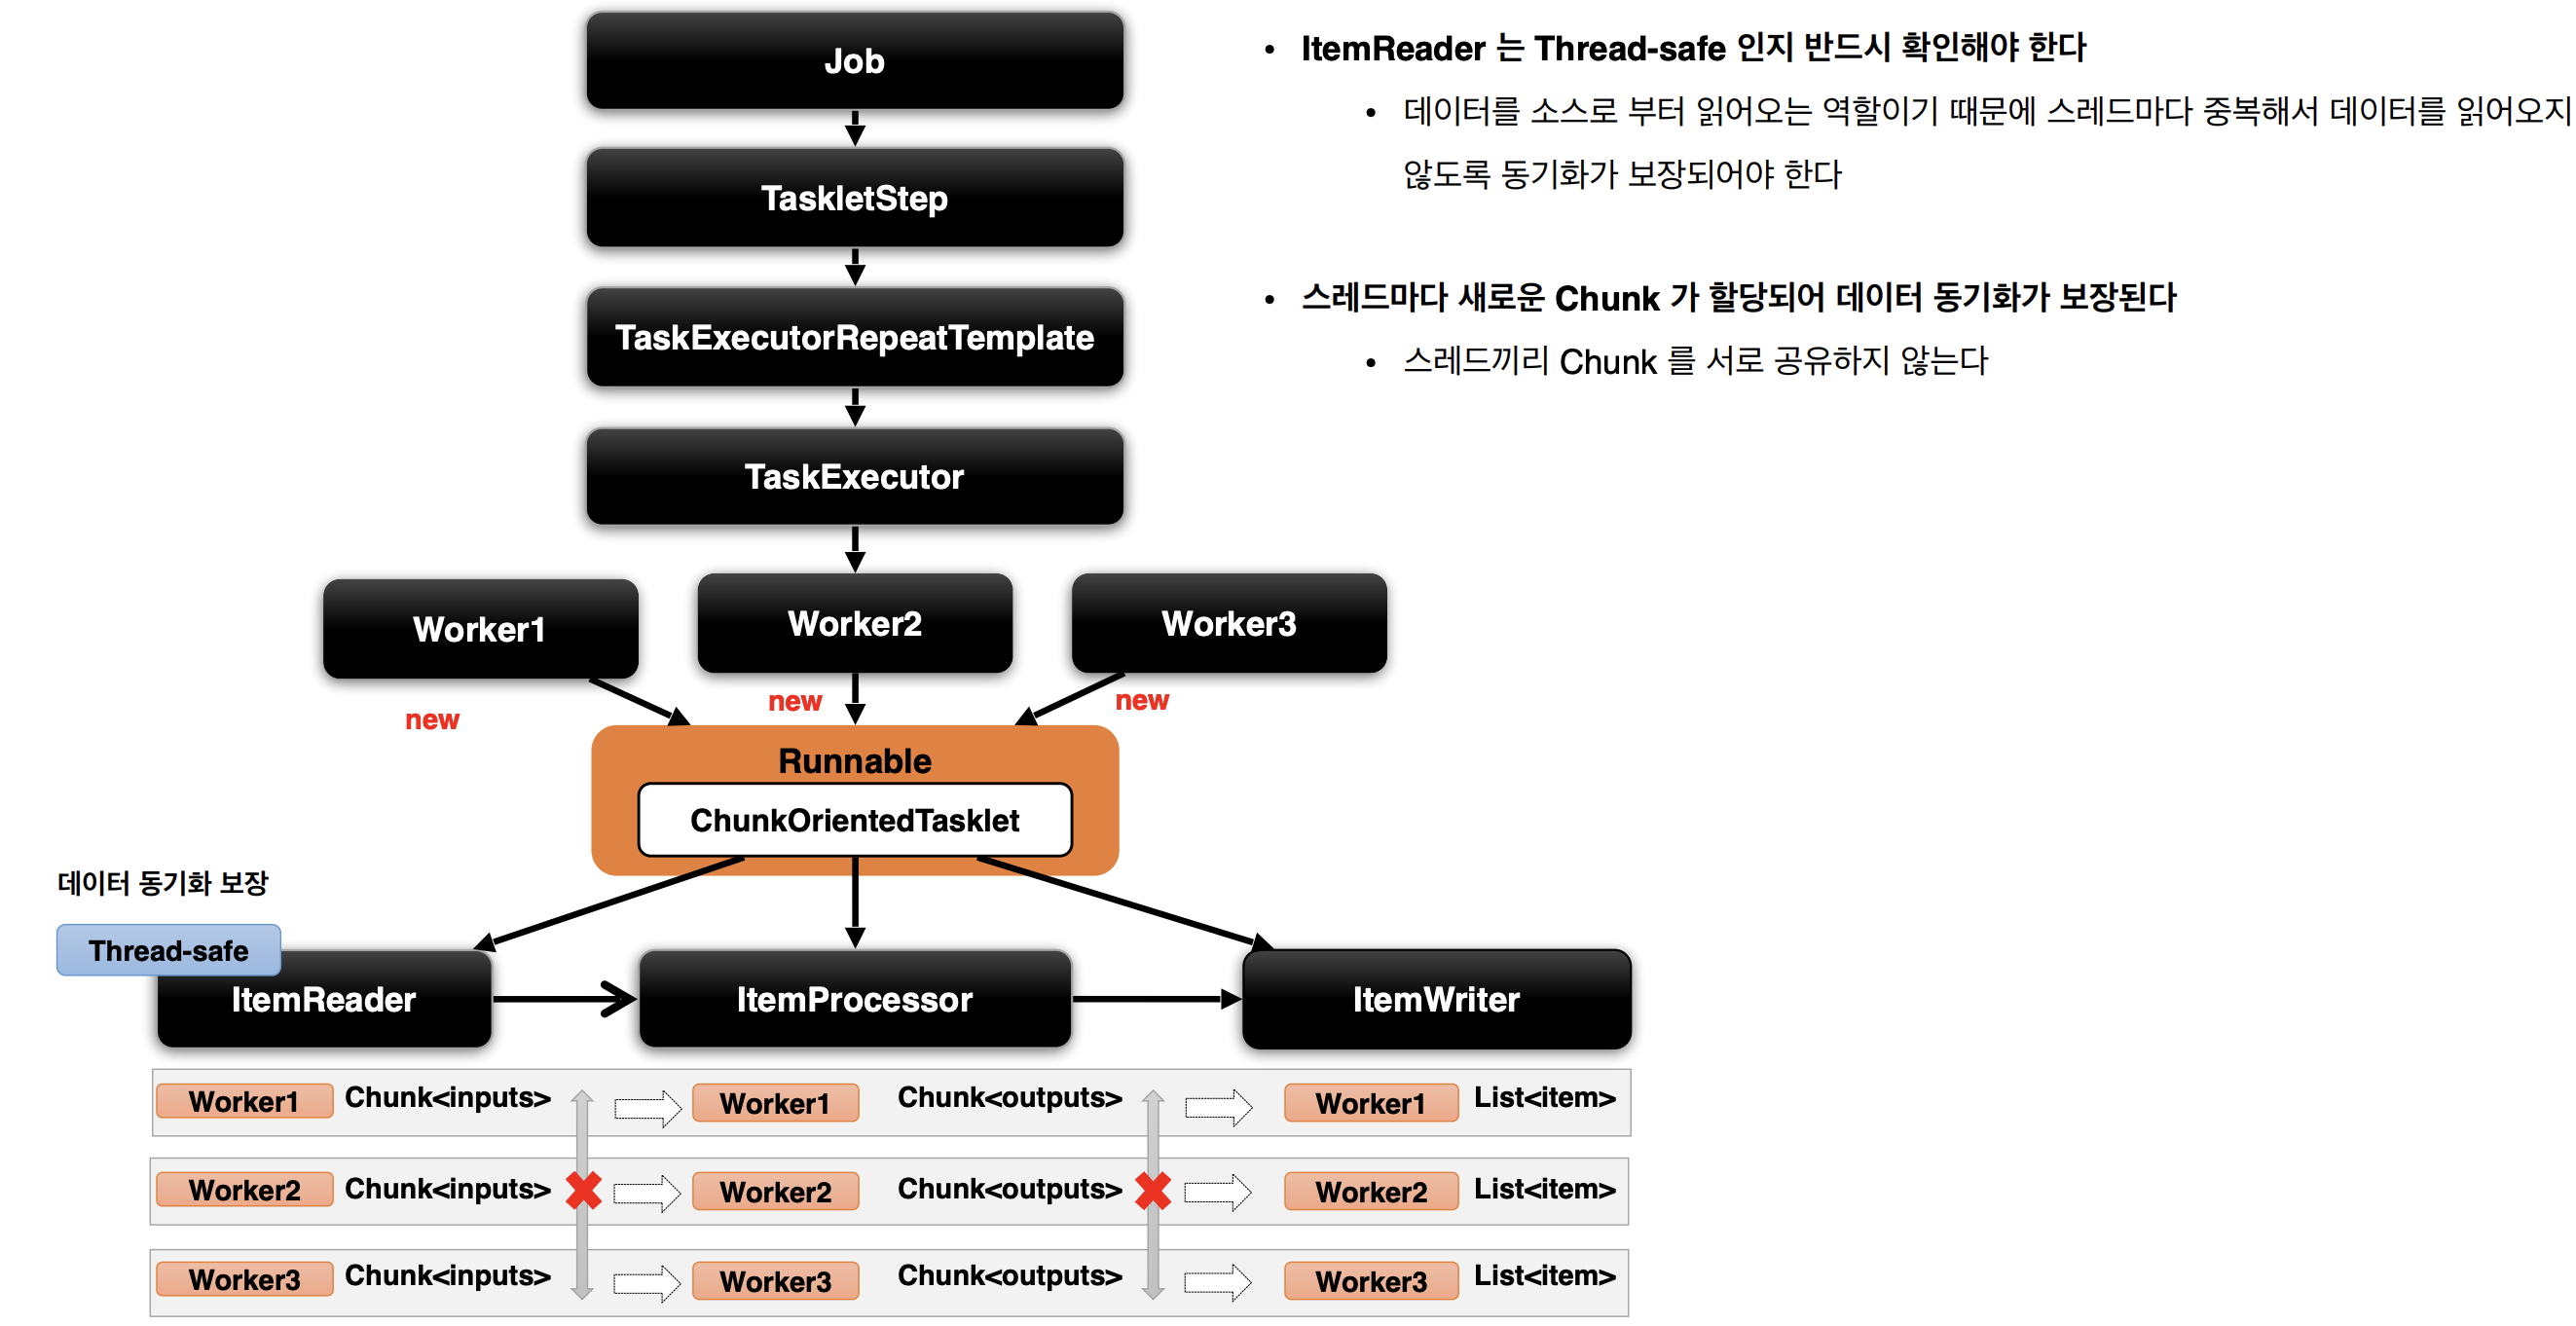 Job
TaskletStep
TaskExecutorRepeatTemplate
TaskExecutor
Worker1
Worker2
Worker3
new
new
new
Runnable
ChunkOrientedTasklet
데이터 동기화 보장
Thread-safe
ItemReader
ItemProcessor
ItemWriter
Worker1 Chunk<inputs> Worker1 Chunk<outputs> Worker1 List<item>
Worker2 Chunk<inputs> Worker2 Chunk<outputs> Worker2 List<item>
Worker3 Chunk<inputs> Worker3 Chunk<outputs> Worker3 List<item>
• ItemReader 는 Thread-safe 인지 반드시 확인해야 한다
• 데이터를 소스로 부터 읽어오는 역할이기 때문에 스레드마다 중복해서 데이터를 읽어오지
않도록 동기화가 보장되어야 한다
• 스레드마다 새로운 Chunk 가 할당되어 데이터 동기화가 보장된다
• 스레드끼리 Chunk 를 서로 공유하지 않는다